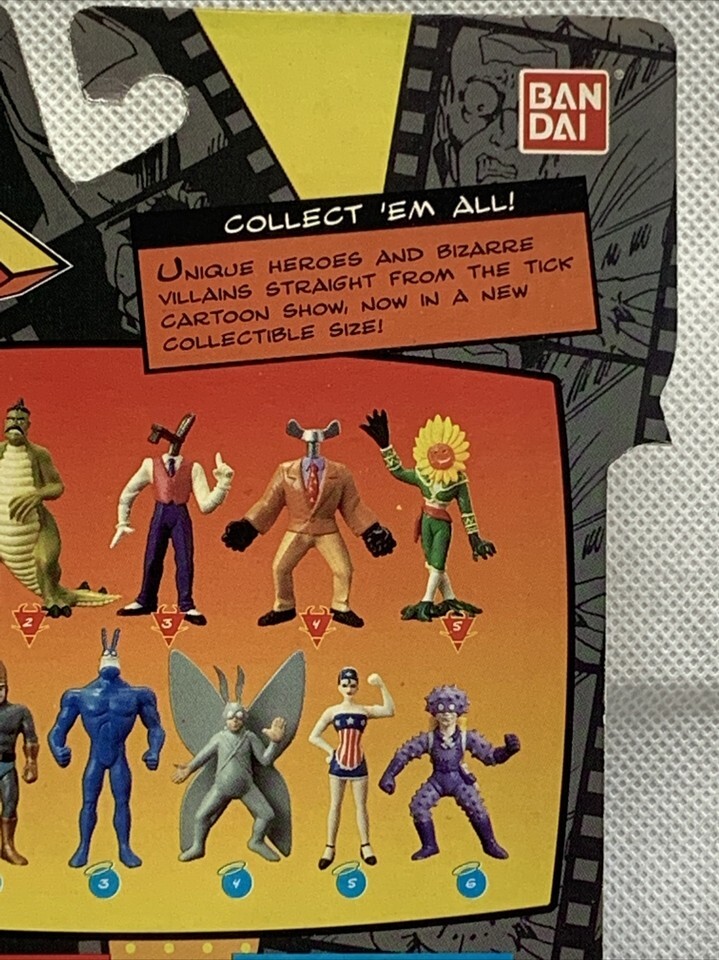 BAN
DAI
®
COLLECT 'EM ALL!
UNIQUE HEROES AND BIZARRE
VILLAINS STRAIGHT FROM THE TICK
CARTOON SHOW, NOW IN A NEW
COLLECTIBLE SIZE!
2 3 4 5
3 4 5 6